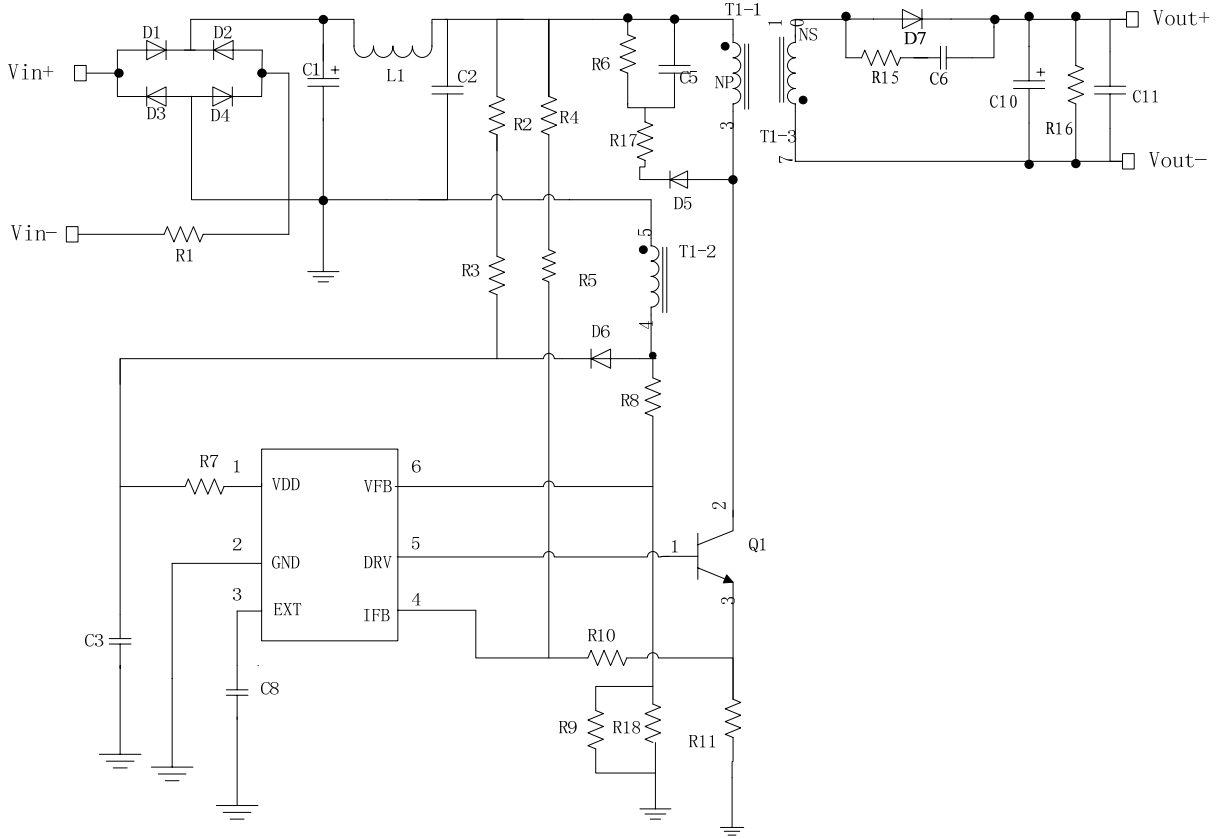 T1-1
Vin+
D1
D2
D3
D4
C1
+
L1
C2
R2
R4
R6
C5
NP
3
R17
D5
10
NS
T1-3
7
D7
R15
C6
C10
+
R16
C11
Vout+
Vout-
Vin-
R1
R3
R5
5
T1-2
4
D6
R8
R7
1
VDD
VFB
6
2
GND
DRV
5
3
EXT
IFB
4
C3
C8
1
2
Q1
3
R10
R9
R18
R11